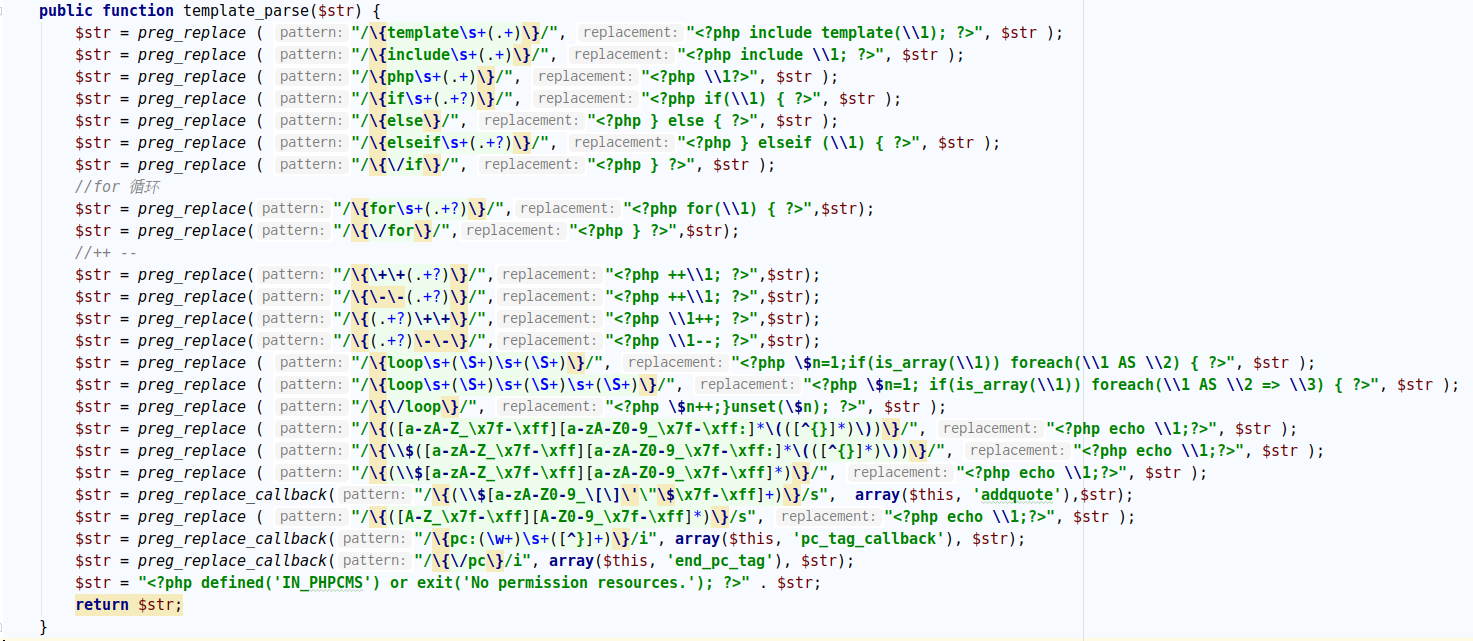 public function template_parse($str) {
$str = preg_replace ( pattern: "/\{template\s+(.+)\}/", replacement: "<?php include template(\\1); ?>", $str );
$str = preg_replace ( pattern: "/\{include\s+(.+)\}/", replacement: "<?php include \\1; ?>", $str );
$str = preg_replace ( pattern: "/\{php\s+(.+)\}/", replacement: "<?php \\1?>", $str );
$str = preg_replace ( pattern: "/\{if\s+(.+?)\}/", replacement: "<?php if(\\1) { ?>", $str );
$str = preg_replace ( pattern: "/\{else\}/", replacement: "<?php } else { ?>", $str );
$str = preg_replace ( pattern: "/\{elseif\s+(.+?)\}/", replacement: "<?php } elseif (\\1) { ?>", $str );
$str = preg_replace ( pattern: "/\{\/if\}/", replacement: "<?php } ?>", $str );
//for 循环
$str = preg_replace( pattern: "/\{for\s+(.+?)\}/", replacement: "<?php for(\\1) { ?>",$str);
$str = preg_replace( pattern: "/\{\/for\}/", replacement: "<?php } ?>",$str);
//++ --
$str = preg_replace( pattern: "/\{\+\+(.+?)\}/", replacement: "<?php ++\\1; ?>",$str);
$str = preg_replace( pattern: "/\{\-\-(.+?)\}/", replacement: "<?php ++\\1; ?>",$str);
$str = preg_replace( pattern: "/\{(.+?)\+\+\}/", replacement: "<?php \\1++; ?>",$str);
$str = preg_replace( pattern: "/\{(.+?)\-\-\}/", replacement: "<?php \\1--; ?>",$str);
$str = preg_replace ( pattern: "/\{loop\s+(\S+)\s+(\S+)\}/", replacement: "<?php \$n=1;if(is_array(\\1)) foreach(\\1 AS \\2) { ?>", $str );
$str = preg_replace ( pattern: "/\{loop\s+(\S+)\s+(\S+)\s+(\S+)\}/", replacement: "<?php \$n=1; if(is_array(\\1)) foreach(\\1 AS \\2 => \\3) { ?>", $str );
$str = preg_replace ( pattern: "/\{\/loop\}/", replacement: "<?php \$n++;}unset(\$n); ?>", $str );
$str = preg_replace ( pattern: "/\{([a-zA-Z_\x7f-\xff][a-zA-Z0-9_\x7f-\xff:]*\(([^{}]*)\))\}/", replacement: "<?php echo \\1;?>", $str );
$str = preg_replace ( pattern: "/\{\\$([a-zA-Z_\x7f-\xff][a-zA-Z0-9_\x7f-\xff:]*\(([^{}]*)\))\}/", replacement: "<?php echo \\1;?>", $str );
$str = preg_replace ( pattern: "/\{(\\$[a-zA-Z_\x7f-\xff][a-zA-Z0-9_\x7f-\xff]*)\}/", replacement: "<?php echo \\1;?>", $str );
$str = preg_replace_callback( pattern: "/\{(\\$[a-zA-Z0-9_\[\]\'\"\$\x7f-\xff]+)\}/s", array($this, 'addquote'),$str);
$str = preg_replace ( pattern: "/\{([A-Z_\x7f-\xff][A-Z0-9_\x7f-\xff]*)\}/s", replacement: "<?php echo \\1;?>", $str );
$str = preg_replace_callback( pattern: "/\{pc:(\w+)\s+([^}]+)\}/i", array($this, 'pc_tag_callback'), $str);
$str = preg_replace_callback( pattern: "/\{\/pc\}/i", array($this, 'end_pc_tag'), $str);
$str = "<?php defined('IN_PHPCMS') or exit('No permission resources.'); ?>" . $str;
return $str;
}